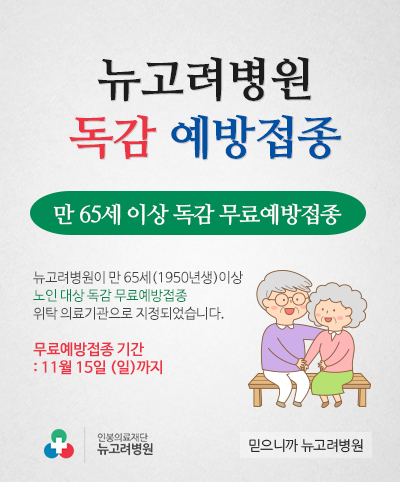 뉴고려병원
독감 예방접종
만 65세 이상 독감 무료예방접종
뉴고려병원이 만 65세(1950년생)이상
노인 대상 독감 무료예방접종
위탁 의료기관으로 지정되었습니다.
무료예방접종 기간
: 11월 15일 (일)까지
인봉의료재단
뉴고려병원
믿으니까 뉴고려병원